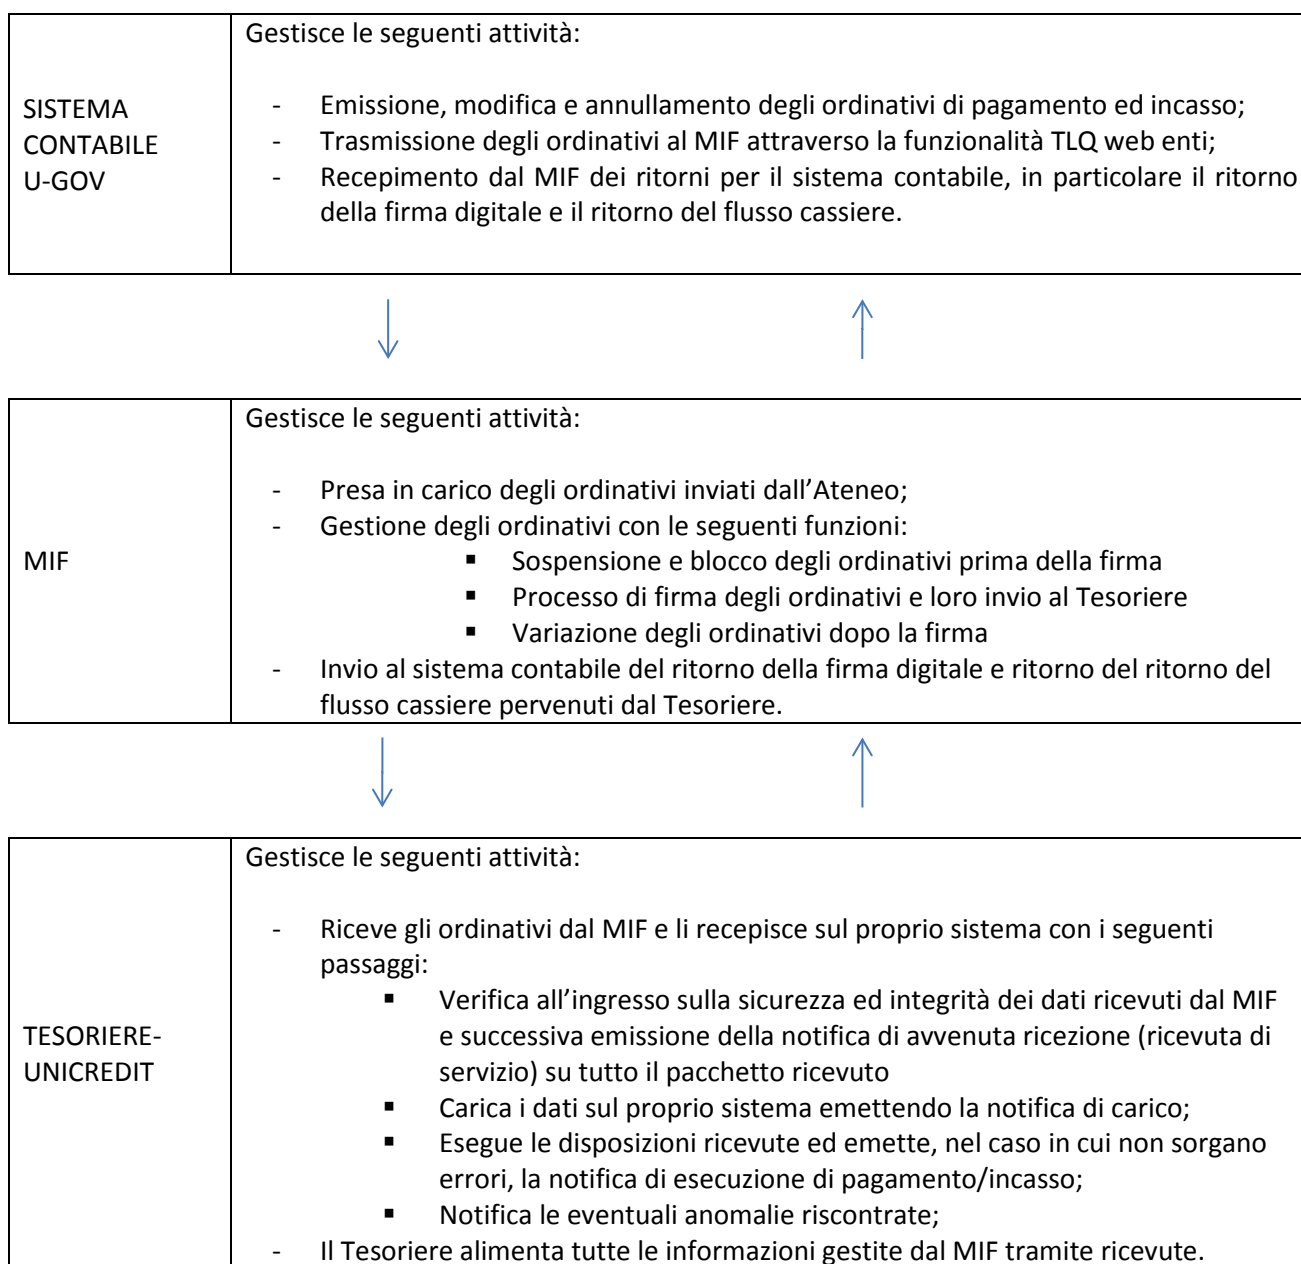 Gestisce le seguenti attività:
SISTEMA
CONTABILE
U-GOV
- Emissione, modifica e annullamento degli ordinativi di pagamento ed incasso;
- Trasmissione degli ordinativi al MIF attraverso la funzionalità TLQ web enti;
- Recepimento dal MIF dei ritorni per il sistema contabile, in particolare il ritorno
della firma digitale e il ritorno del flusso cassiere.
Gestisce le seguenti attività:
MIF
- Presa in carico degli ordinativi inviati dall’Ateneo;
- Gestione degli ordinativi con le seguenti funzioni:
▪ Sospensione e blocco degli ordinativi prima della firma
▪ Processo di firma degli ordinativi e loro invio al Tesoriere
▪ Variazione degli ordinativi dopo la firma
- Invio al sistema contabile del ritorno della firma digitale e ritorno del ritorno del
flusso cassiere pervenuti dal Tesoriere.
Gestisce le seguenti attività:
TESORIERE-
UNICREDIT
- Riceve gli ordinativi dal MIF e li recepisce sul proprio sistema con i seguenti
passaggi:
▪ Verifica all’ingresso sulla sicurezza ed integrità dei dati ricevuti dal MIF
e successiva emissione della notifica di avvenuta ricezione (ricevuta di
servizio) su tutto il pacchetto ricevuto
▪ Carica i dati sul proprio sistema emettendo la notifica di carico;
▪ Esegue le disposizioni ricevute ed emette, nel caso in cui non sorgano
errori, la notifica di esecuzione di pagamento/incasso;
▪ Notifica le eventuali anomalie riscontrate;
- Il Tesoriere alimenta tutte le informazioni gestite dal MIF tramite ricevute.